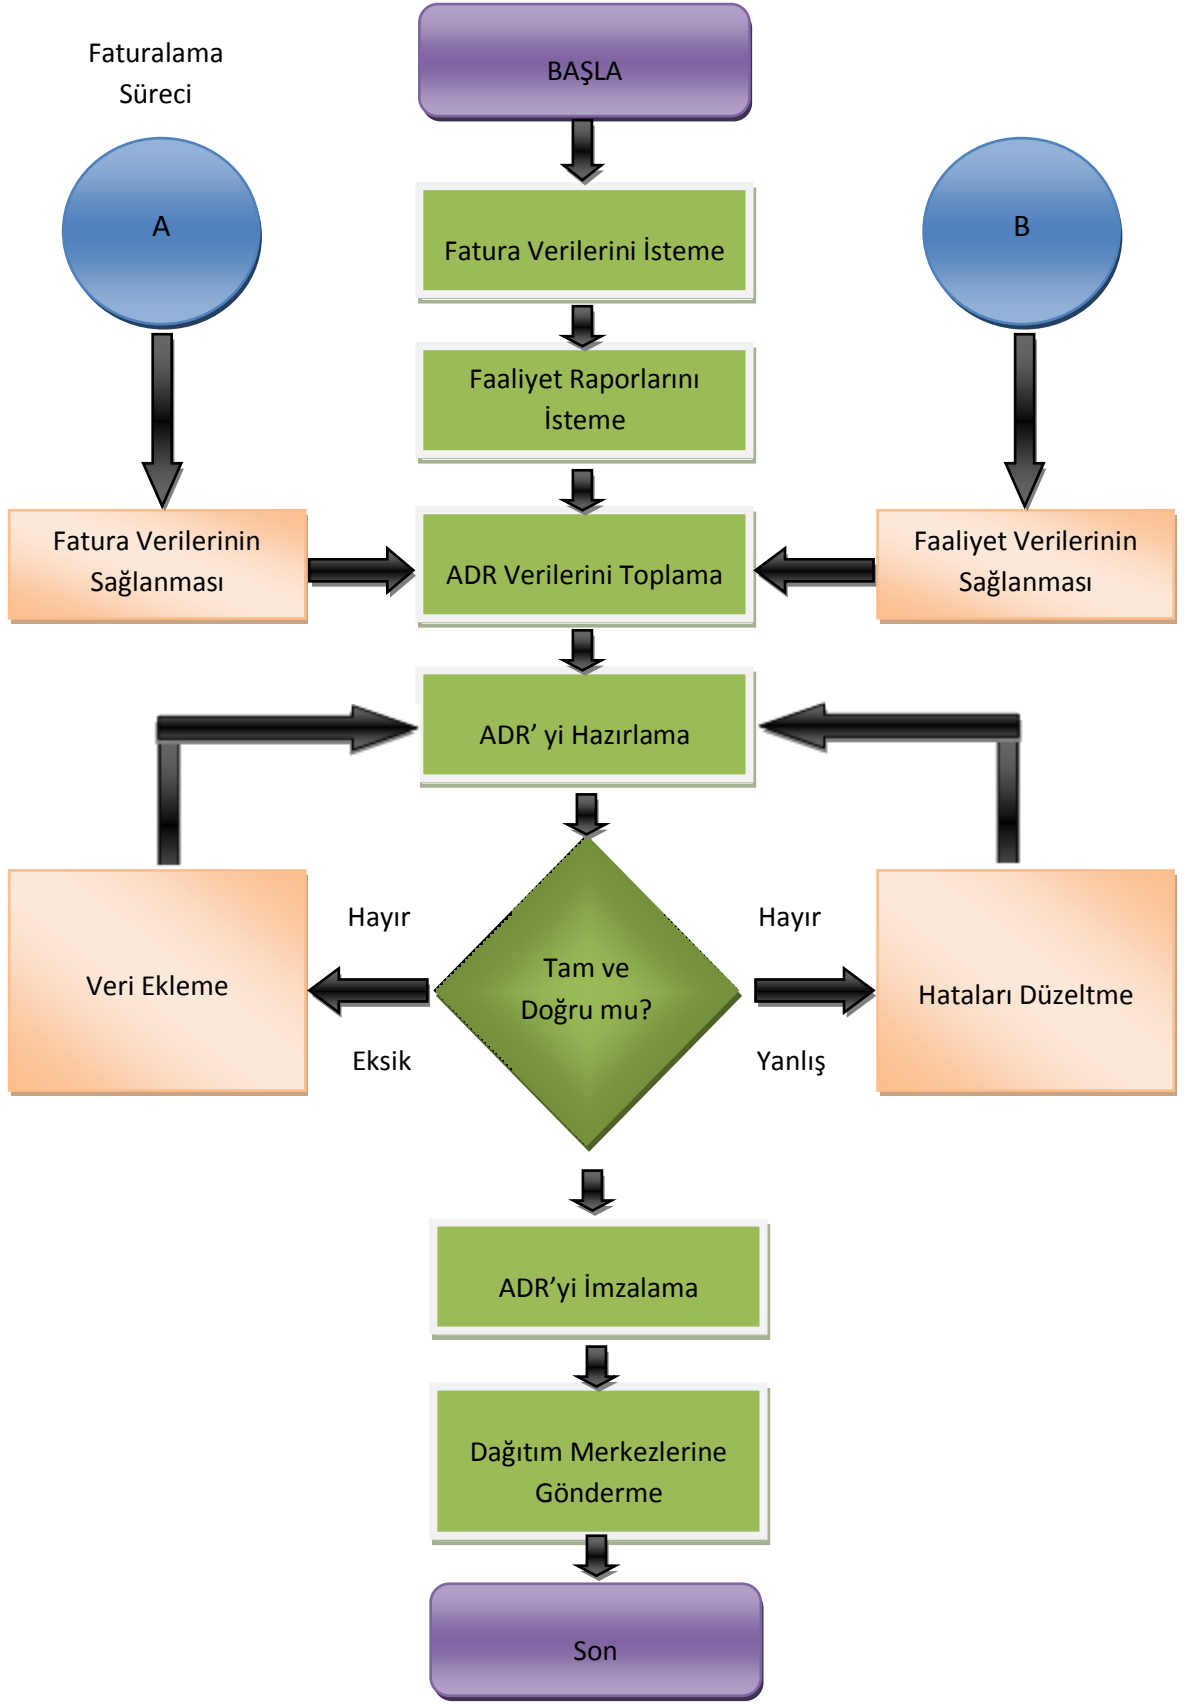 Faturalama
Süreci
BAŞLA
A
B
Fatura Verilerini İsteme
Faaliyet Raporlarını
İsteme
Fatura Verilerinin
Sağlanması
ADR Verilerini Toplama
Faaliyet Verilerinin
Sağlanması
ADR’ yi Hazırlama
Hayır
Hayır
Veri Ekleme
Tam ve
Doğru mu?
Hataları Düzeltme
Eksik
Yanlış
ADR’yi İmzalama
Dağıtım Merkezlerine
Gönderme
Son